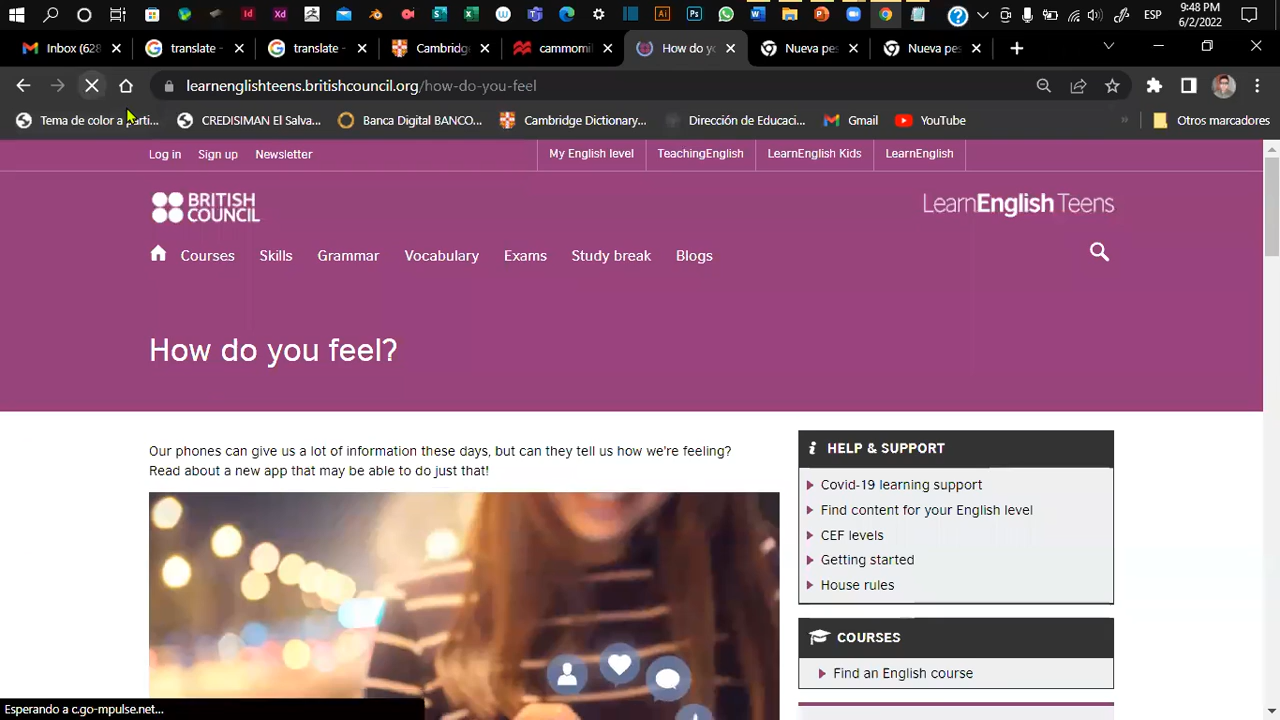 9:48 PM
ESP
6/2/2022
Inbox (628
translate -
translate -
Cambridg
cammomil
How do yo
Nueva pes
Nueva pes
learnenglishteens.britishcouncil.org/how-do-you-feel
Tema de color a parti...
CREDISIMAN El Salva...
Banca Digital BANCO...
Cambridge Dictionary...
Dirección de Educaci...
Gmail
YouTube
Otros marcadores
Log in
Sign up
Newsletter
My English level
TeachingEnglish
LearnEnglish Kids
LearnEnglish
BRITISH
COUNCIL
LearnEnglish Teens
Courses
Skills
Grammar
Vocabulary
Exams
Study break
Blogs
How do you feel?
Our phones can give us a lot of information these days, but can they tell us how we're feeling?
Read about a new app that may be able to do just that!
HELP & SUPPORT
Covid-19 learning support
Find content for your English level
CEF levels
Getting started
House rules
COURSES
Find an English course
Esperando a c.go-mpulse.net...